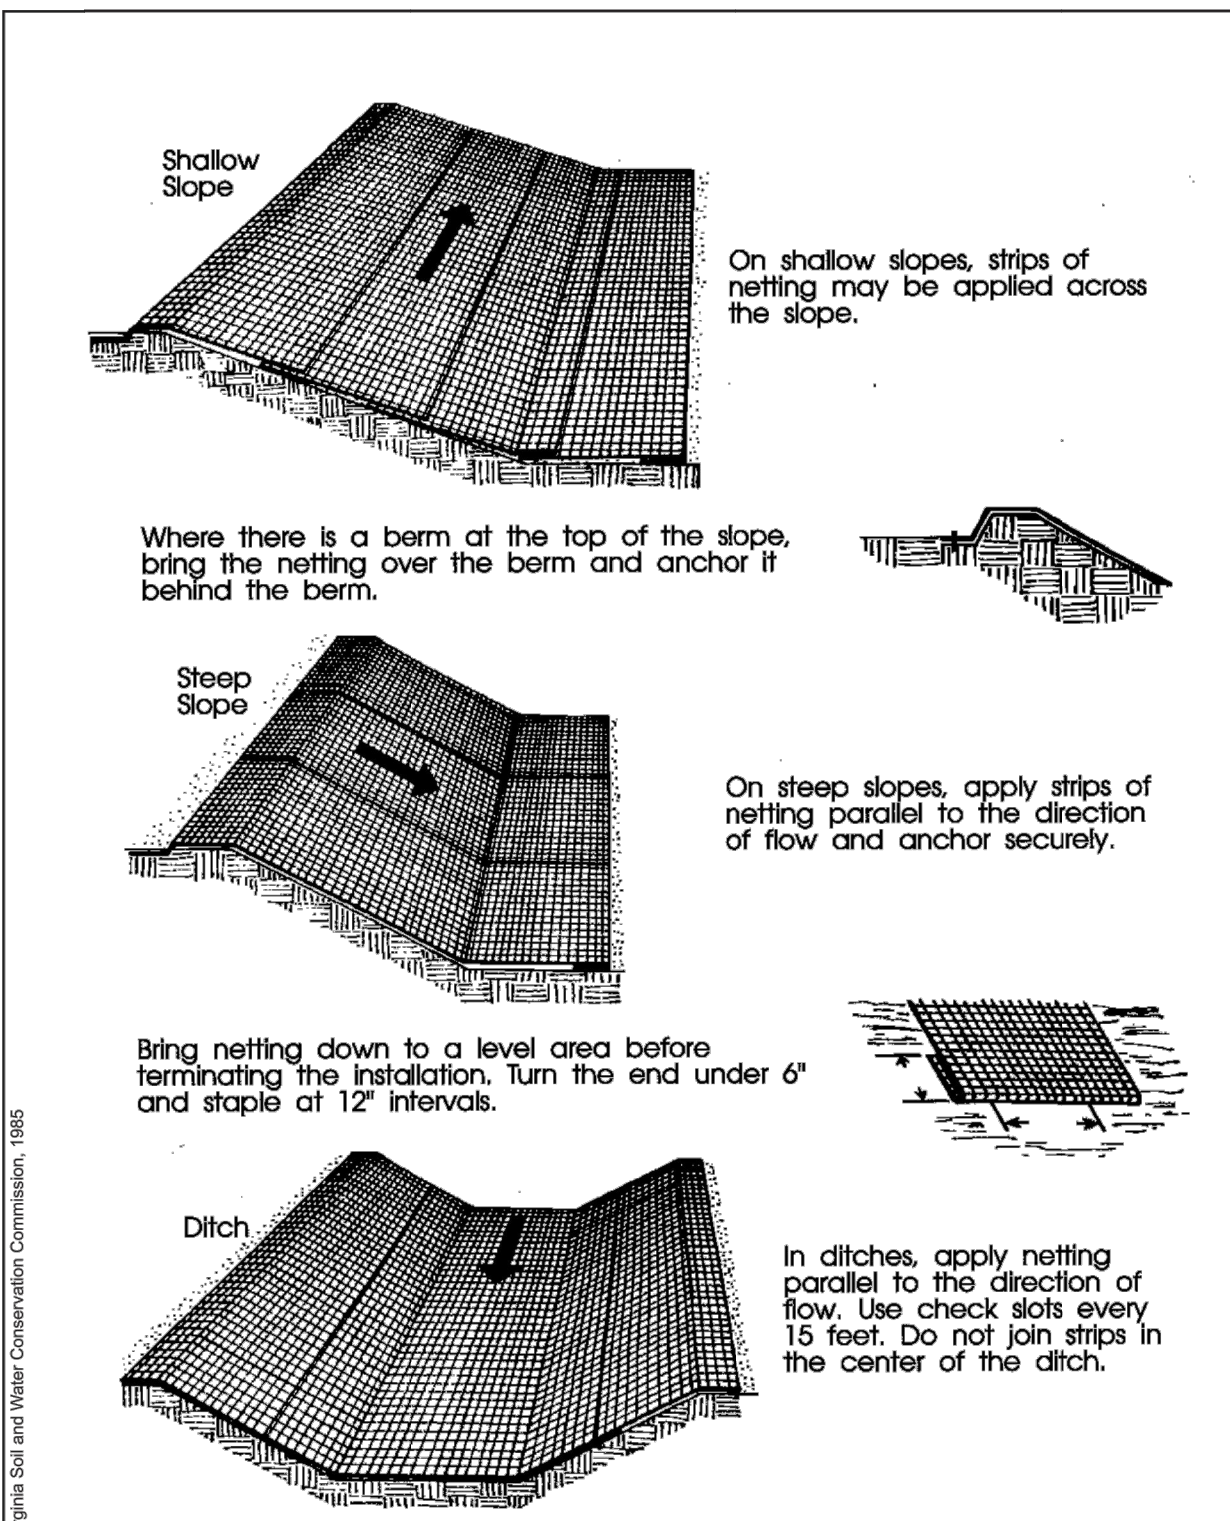 Shallow
Slope
On shallow slopes, strips of
netting may be applied across
the slope.
Where there is a berm at the top of the slope,
bring the netting over the berm and anchor it
behind the berm.
Steep
Slope
On steep slopes, apply strips of
netting parallel to the direction
of flow and anchor securely.
Bring netting down to a level area before
terminating the installation. Turn the end under 6"
and staple at 12" intervals.
Ditch
In ditches, apply netting
parallel to the direction of
flow. Use check slots every
15 feet. Do not join strips in
the center of the ditch.
Soil and Water Conservation Commission, 1985